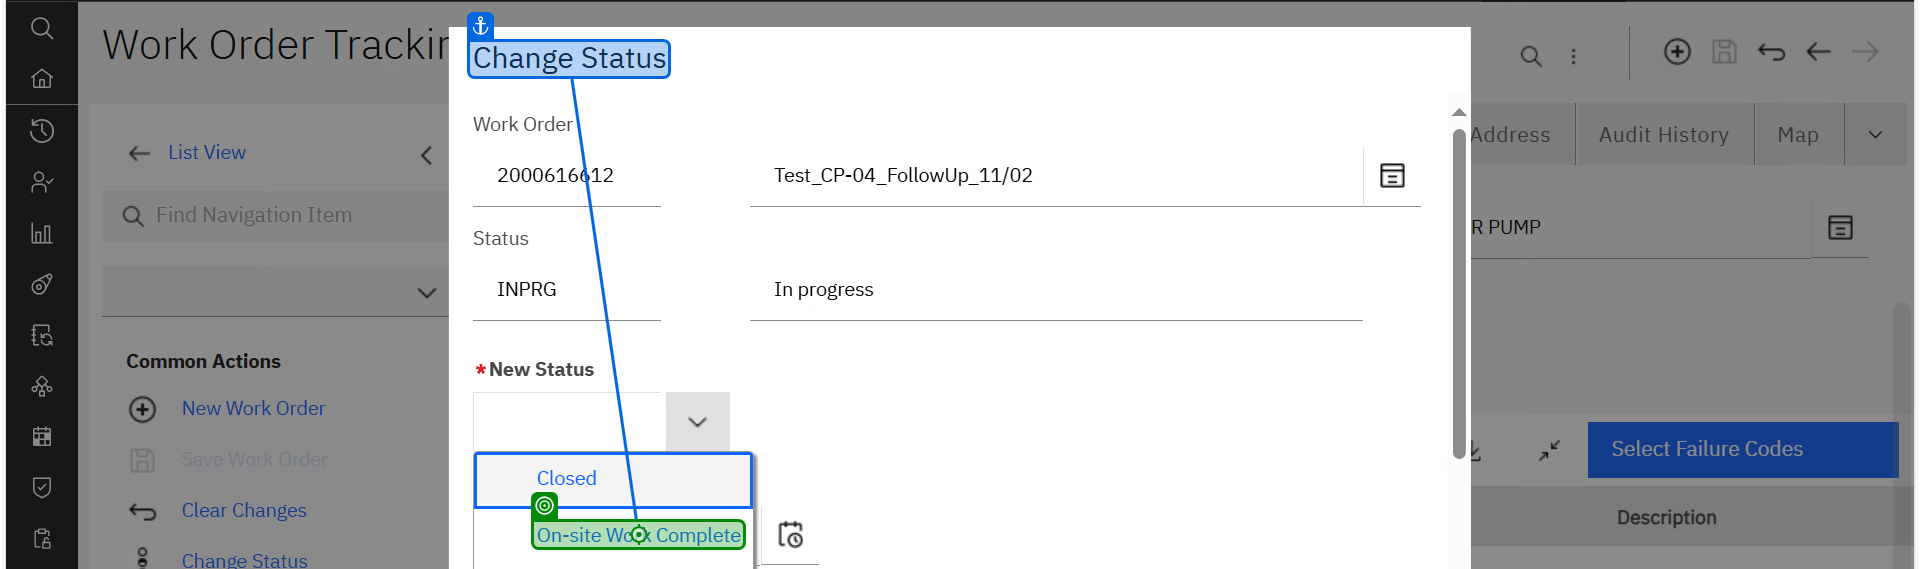 Work Order Trackin
Change Status
Work Order
2000616612
Test_CP-04_FollowUp_11/02
Status
INPRG
In progress
*New Status
Closed
On-site Work Complete
List View
Find Navigation Item
Common Actions
New Work Order
Save Work Order
Clear Changes
Change Status
Address
Audit History
Map
R PUMP
Select Failure Codes
Description